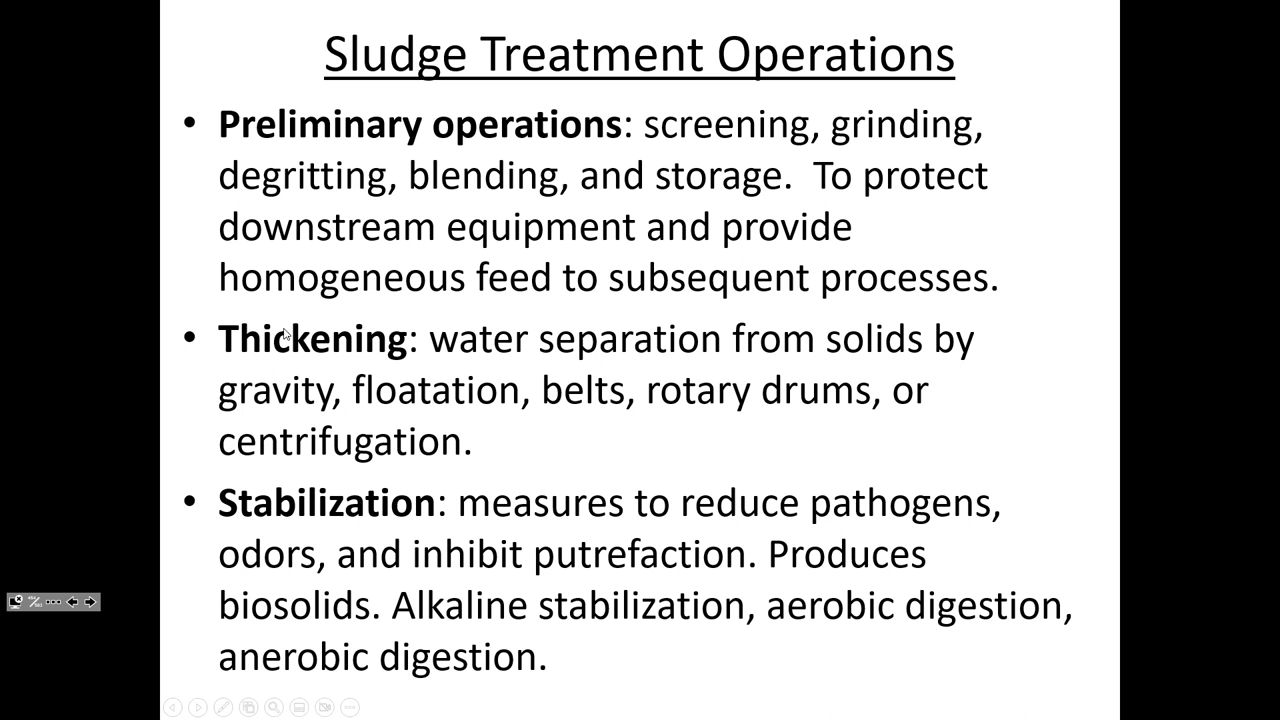 Sludge Treatment Operations
• Preliminary operations: screening, grinding,
degritting, blending, and storage.  To protect
downstream equipment and provide
homogeneous feed to subsequent processes.
• Thickening: water separation from solids by
gravity, floatation, belts, rotary drums, or
centrifugation.
• Stabilization: measures to reduce pathogens,
odors, and inhibit putrefaction. Produces
biosolids. Alkaline stabilization, aerobic digestion,
anerobic digestion.